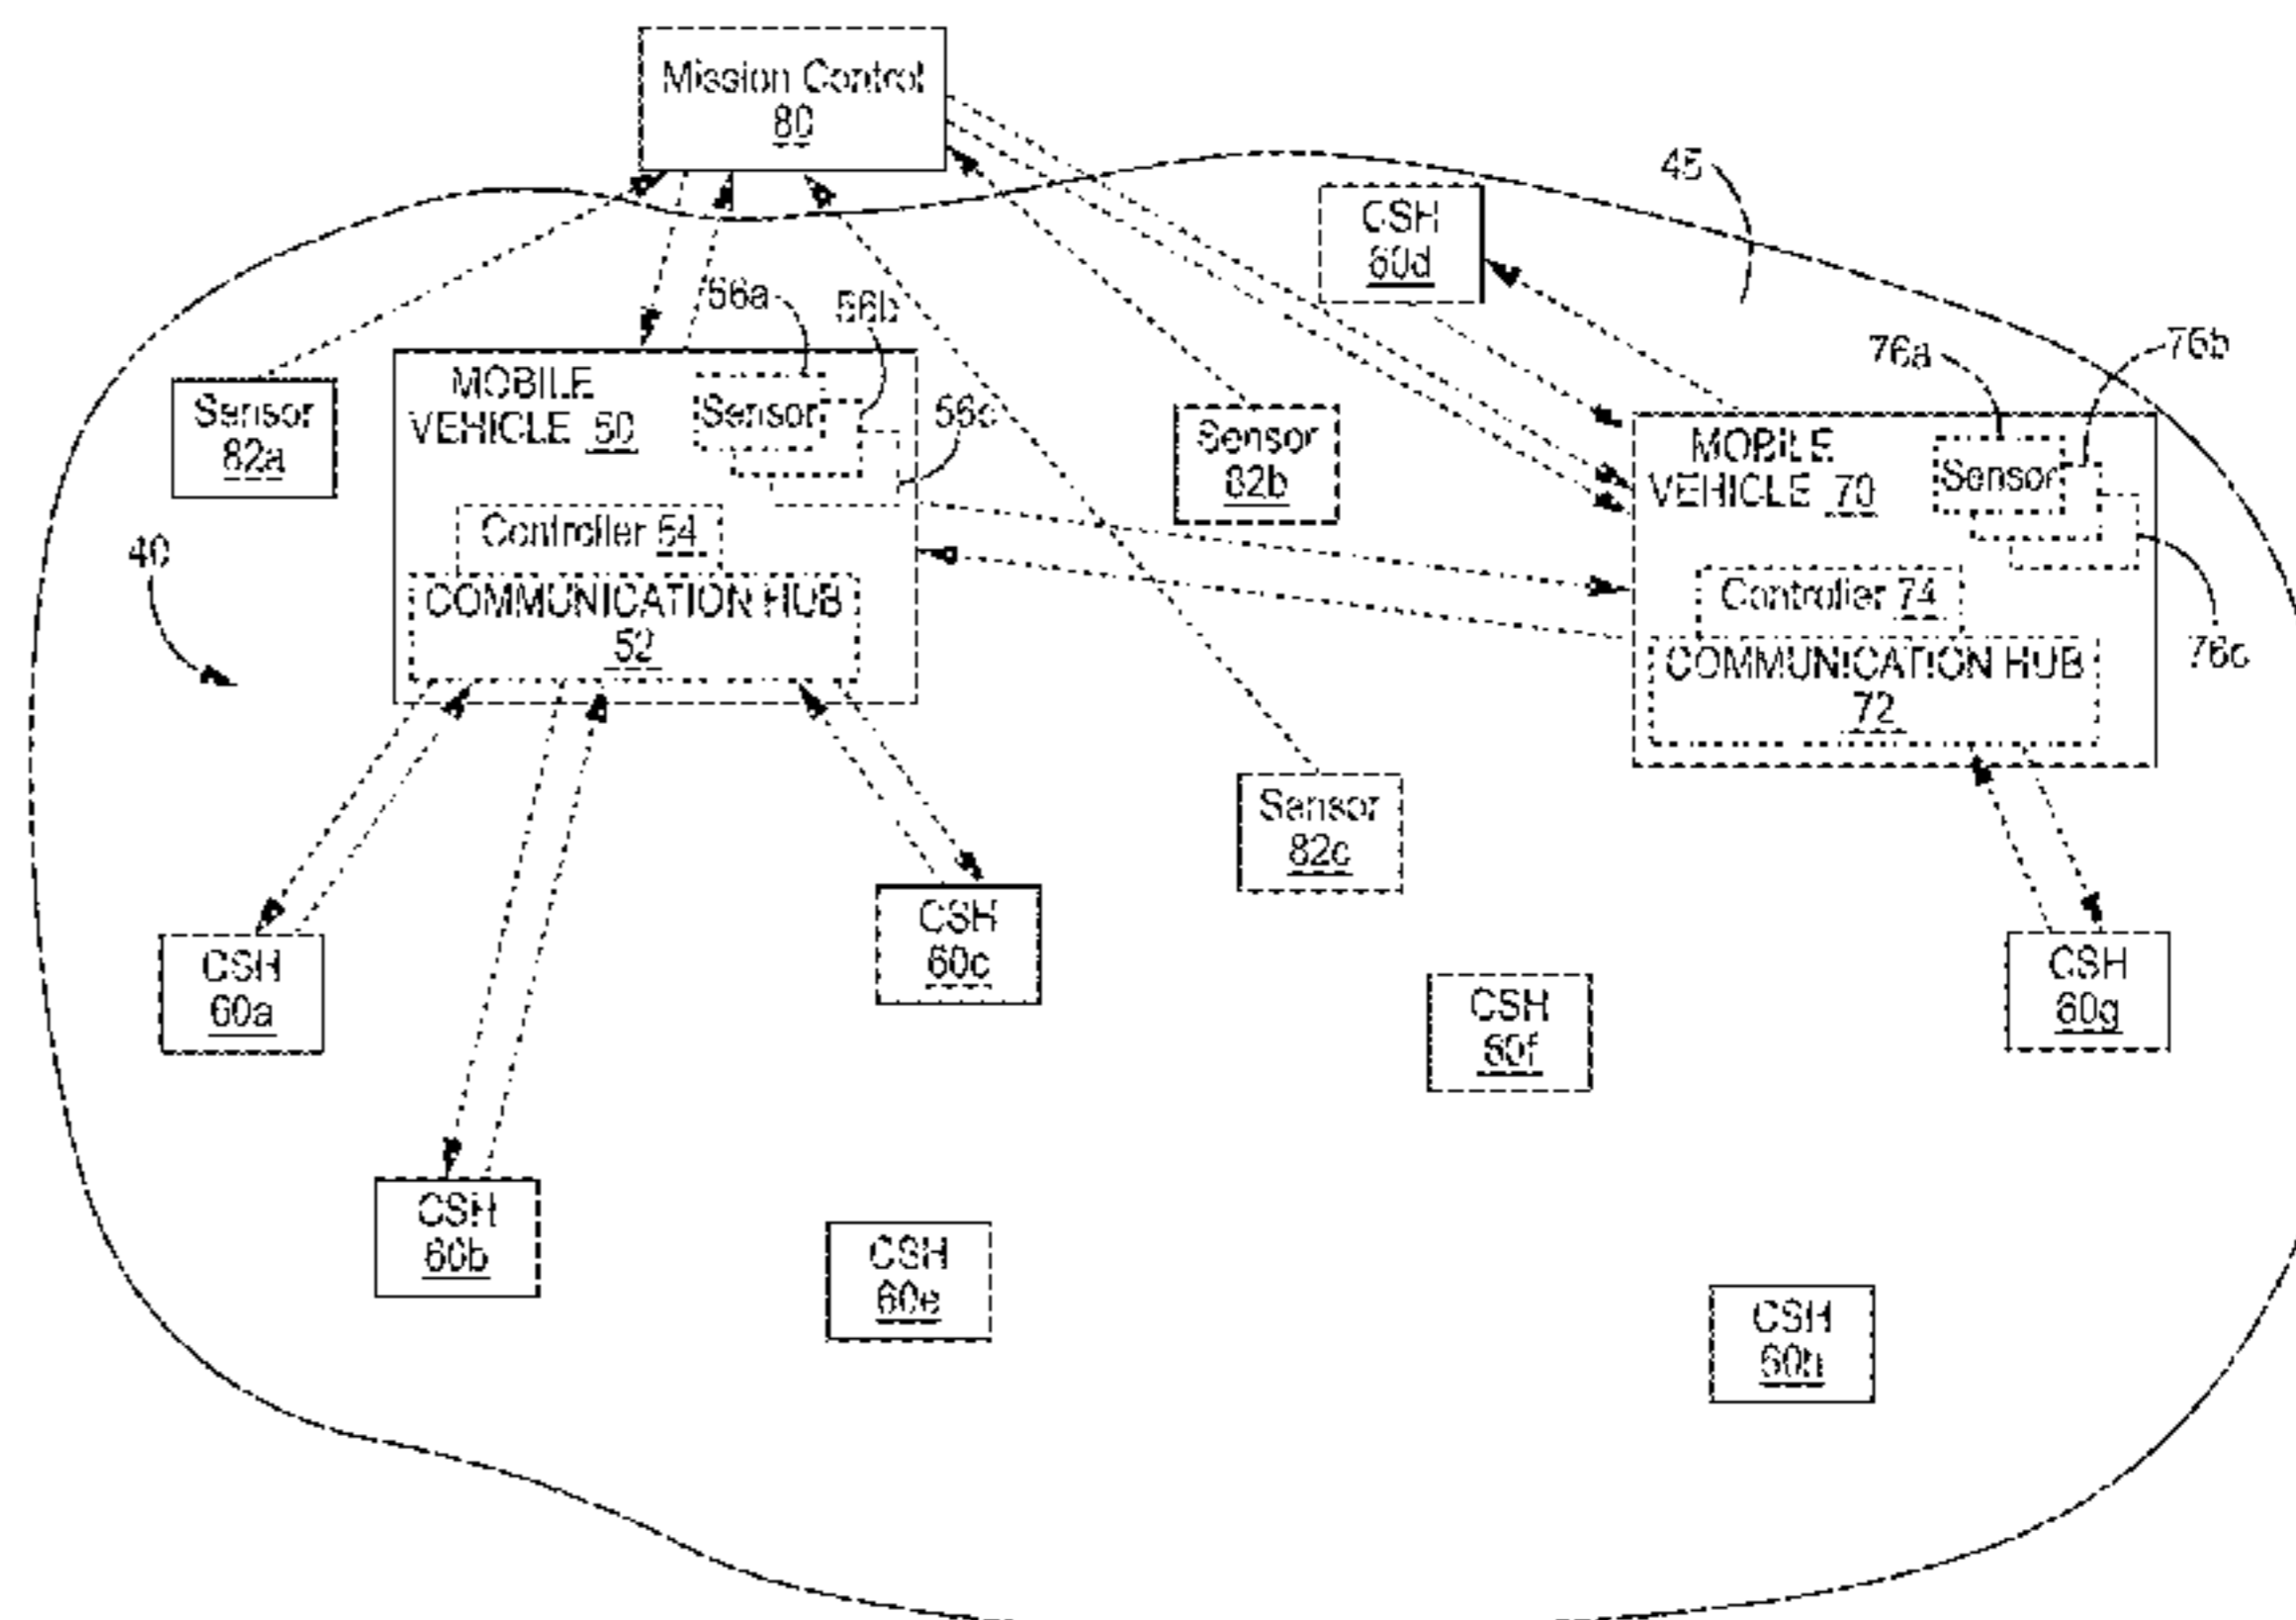 Mission Control
80
45
CSH
60d
56a
56b
76a
76b
MOBILE
VEHICLE 50
Sensor
56c
Sensor
82a
Sensor
82b
MOBILE
VEHICLE 70
Sensor
40
Controller 54
COMMUNICATION HUB
52
Controller 74
COMMUNICATION HUB
72
76c
Sensor
82c
CSH
60a
CSH
60c
CSH
60f
CSH
60g
CSH
60b
CSH
60e
CSH
60h